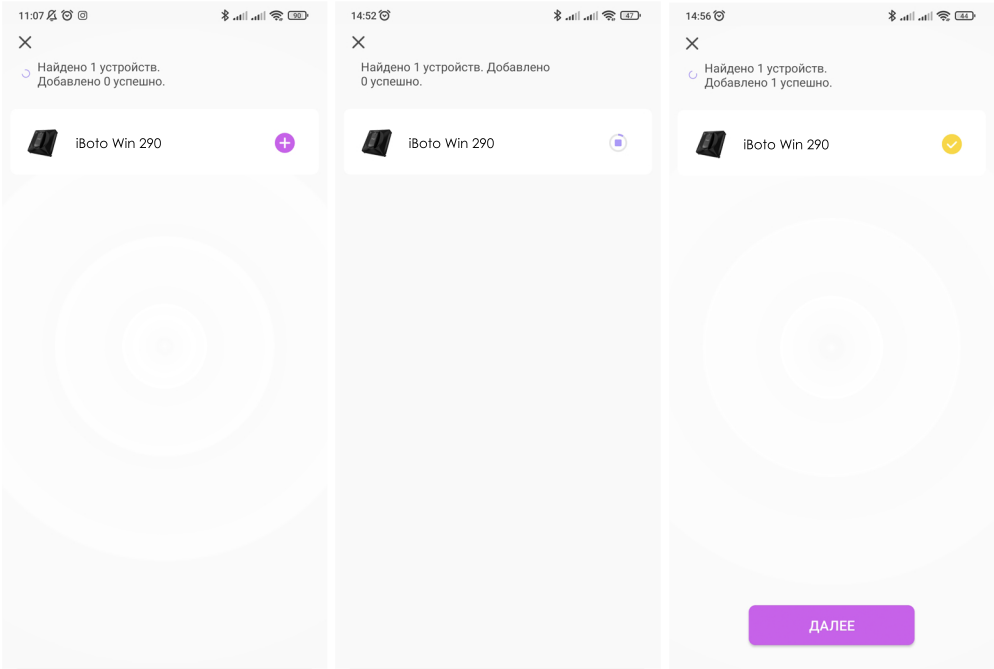 11:07
90
Найдено 1 устройств.
Добавлено 0 успешно.
iBoto Win 290
14:52
47
Найдено 1 устройств. Добавлено
0 успешно.
iBoto Win 290
14:56
44
Найдено 1 устройств.
Добавлено 1 успешно.
iBoto Win 290
ДАЛЕЕ